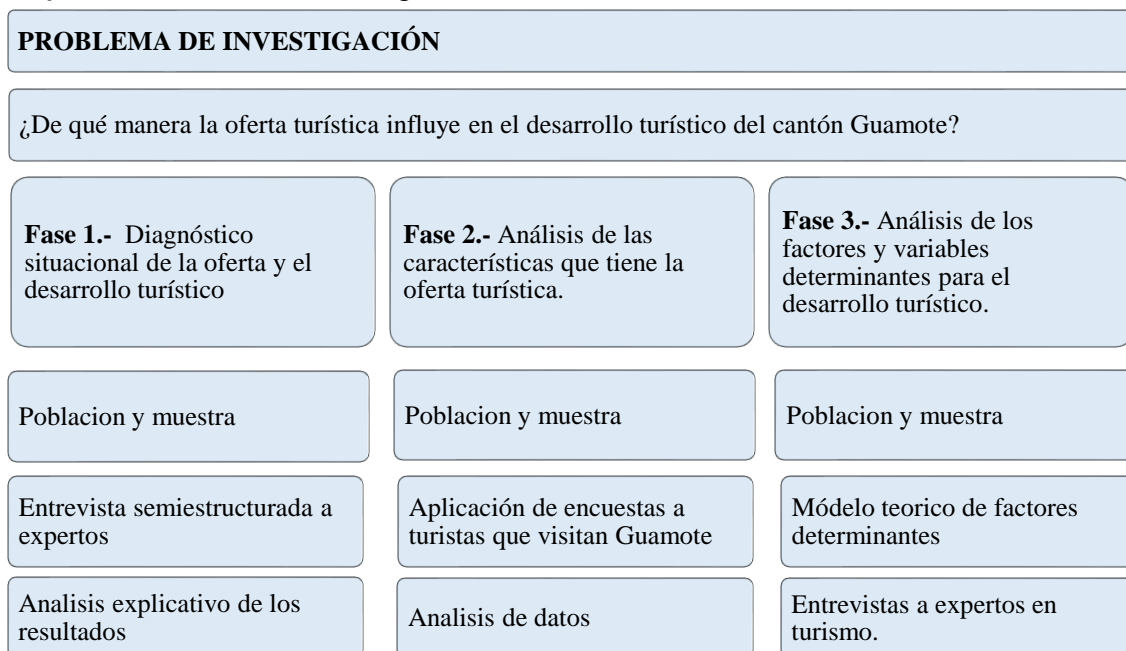 PROBLEMA DE INVESTIGACIÓN
¿De qué manera la oferta turística influye en el desarrollo turístico del cantón Guamote?
Fase 1.- Diagnóstico
situacional de la oferta y el
desarrollo turístico
Fase 2.- Análisis de las
características que tiene la
oferta turística.
Fase 3.- Análisis de los
factores y variables
determinantes para el
desarrollo turístico.
Poblacion y muestra
Poblacion y muestra
Poblacion y muestra
Entrevista semiestructurada a
expertos
Aplicación de encuestas a
turistas que visitan Guamote
Módelo teorico de factores
determinantes
Analisis explicativo de los
resultados
Analisis de datos
Entrevistas a expertos en
turismo.